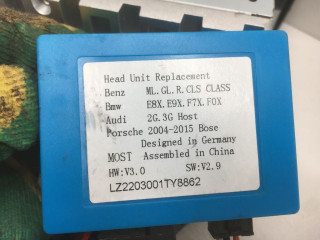 Head Unit Replacement
Benz ML.GL.R.CLS CLASS
Bmw E8X.E9X.F7X.F0X
Audi 2G.3G Host
Porsche 2004-2015 Bose
Designed in Germany
MOST Assembled in China
HW:V3.0 SW:V2.9
LZ2203001TY8862